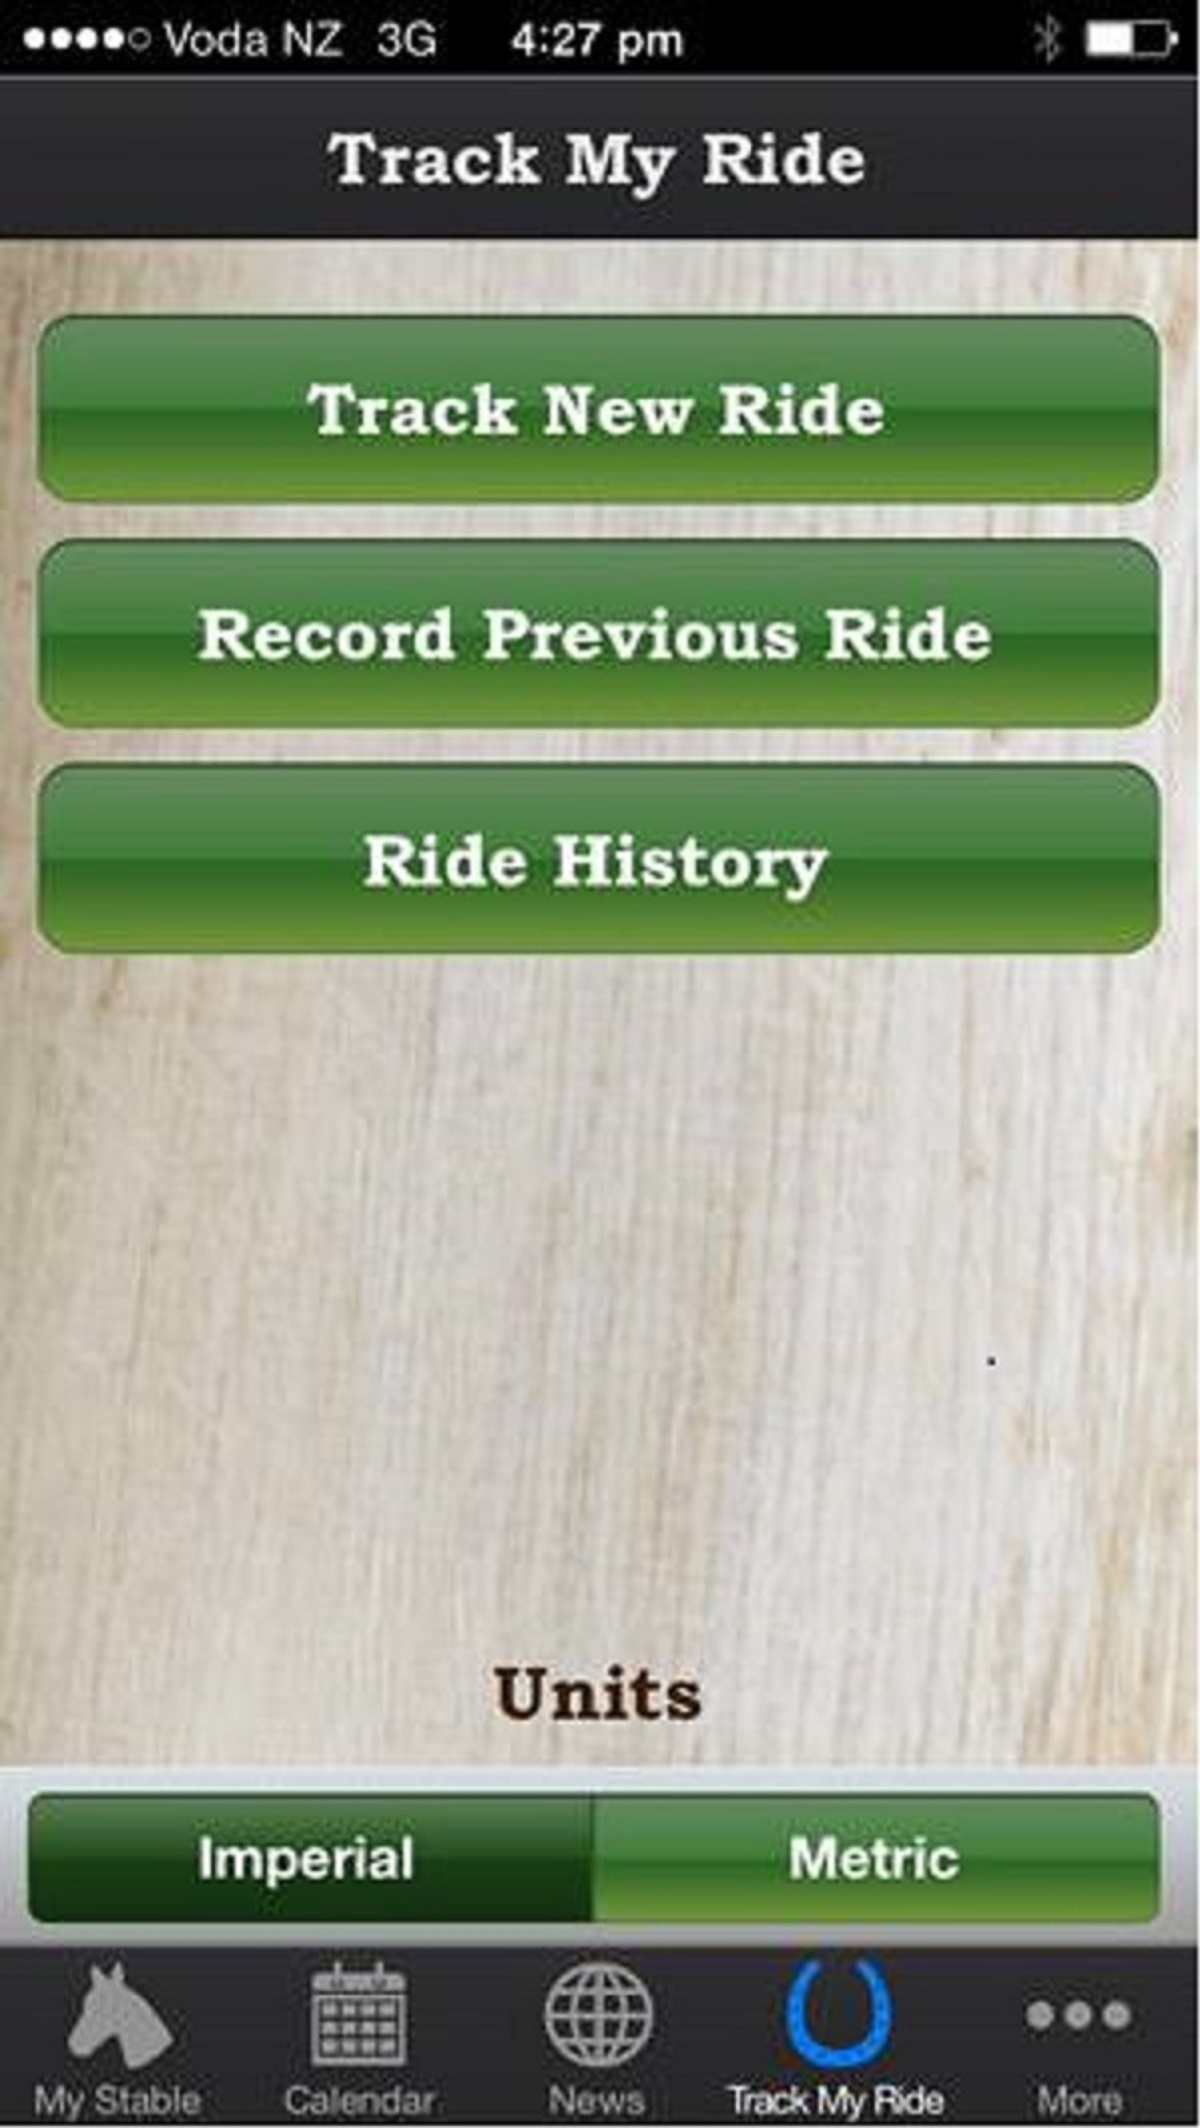 Voda NZ 3G 4:27 pm
Track My Ride
Track New Ride
Record Previous Ride
Ride History
Units
Imperial Metric
My Stable Calendar News Track My Ride More